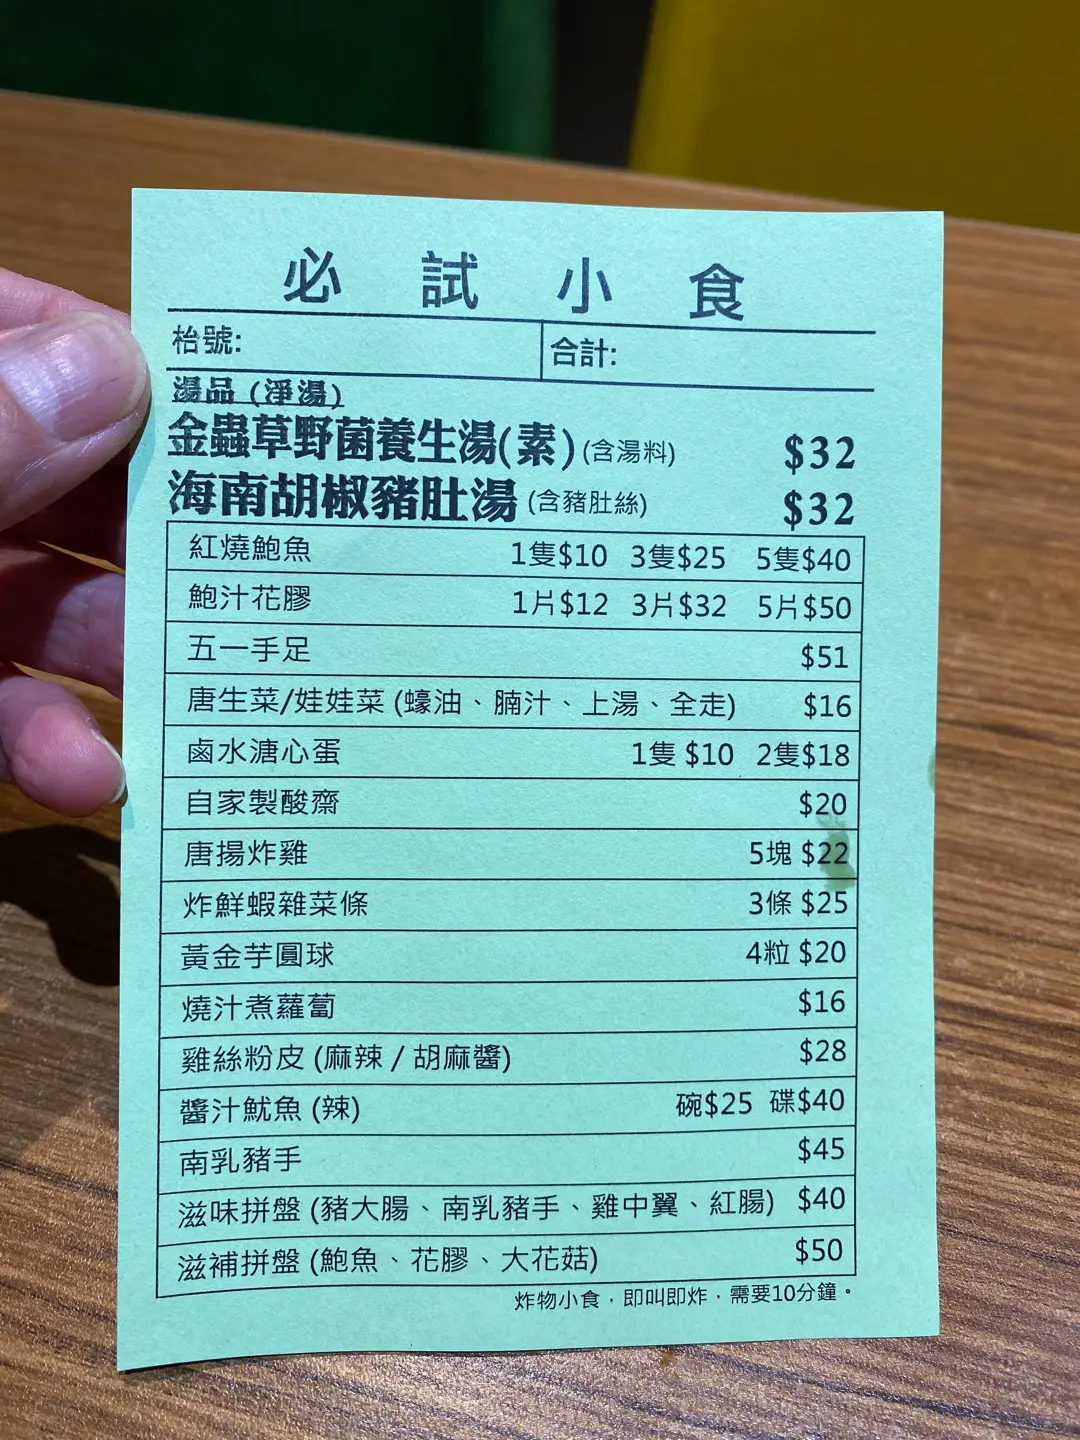 必試小食
枱號:
合計:
湯品 (淨湯)
金蟲草野菌養生湯(素) (含湯料) $32
海南胡椒豬肚湯 (含豬肚絲) $32
紅燒鮑魚 1隻$10 3隻$25 5隻$40
鮑汁花膠 1片$12 3片$32 5片$50
五一手足 $51
唐生菜/娃娃菜 (蠔油、腩汁、上湯、全走) $16
鹵水溏心蛋 1隻 $10 2隻$18
自家製酸齋 $20
唐揚炸雞 5塊 $22
炸鮮蝦雜菜條 3條 $25
黃金芋圓球 4粒 $20
燒汁煮蘿蔔 $16
雞絲粉皮 (麻辣 / 胡麻醬) $28
醬汁魷魚 (辣) 碗$25 碟$40
南乳豬手 $45
滋味拼盤 (豬大腸、南乳豬手、雞中翼、紅腸) $40
滋補拼盤 (鮑魚、花膠、大花菇) $50
炸物小食，即叫即炸，需要10分鐘。